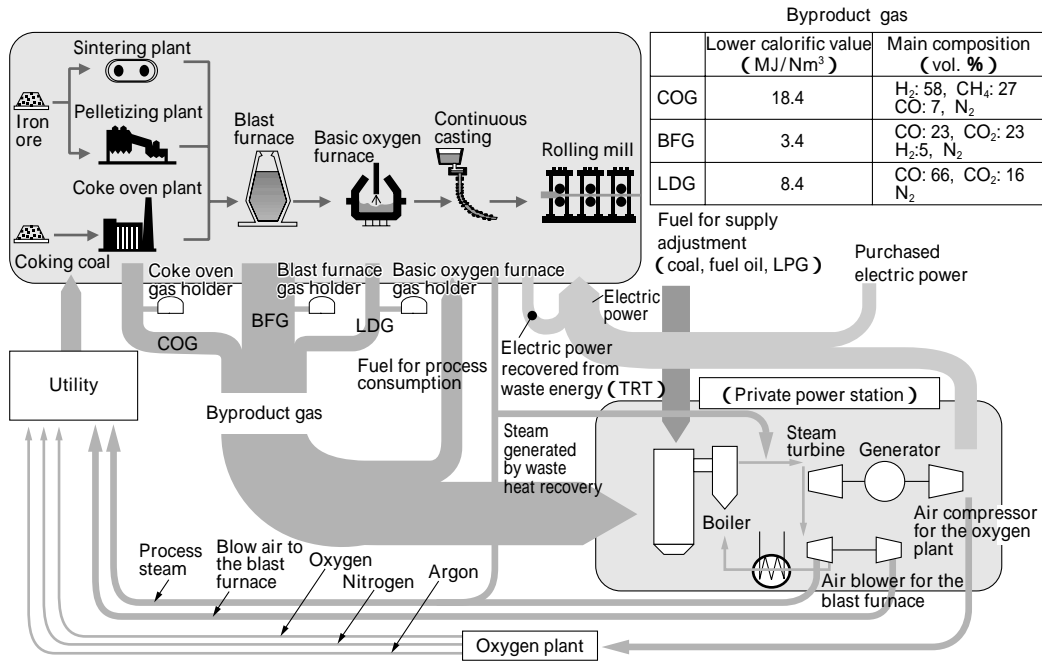 Byproduct gas
Lower calorific value
(MJ/Nm³)
Main composition
(vol. %)
COG
18.4
H₂: 58, CH₄: 27
CO: 7, N₂
BFG
3.4
CO: 23, CO₂: 23
H₂:5, N₂
LDG
8.4
CO: 66, CO₂: 16
N₂
Sintering plant
Iron
ore
Pelletizing plant
Coke oven plant
Coking coal
Blast
furnace
Basic oxygen
furnace
Continuous
casting
Rolling mill
Fuel for supply
adjustment
(coal, fuel oil, LPG)
Purchased
electric power
Coke oven
gas holder
Blast furnace
gas holder
Basic oxygen furnace
gas holder
Electric
power
COG
BFG
LDG
Fuel for process
consumption
Electric power
recovered from
waste energy (TRT)
Utility
Byproduct gas
(Private power station)
Steam
generated
by waste
heat recovery
Steam
turbine
Generator
Boiler
Air compressor
for the oxygen
plant
Air blower for the
blast furnace
Process
steam
Blow air to
the blast
furnace
Oxygen
Nitrogen
Argon
Oxygen plant